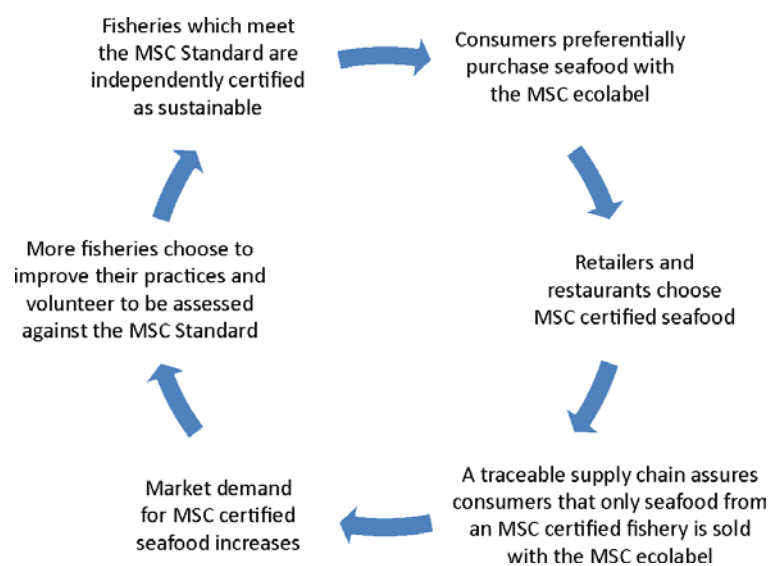 Fisheries which meet
the MSC Standard are
independently certified
as sustainable
Consumers preferentially
purchase seafood with
the MSC ecolabel
Retailers and
restaurants choose
MSC certified seafood
A traceable supply chain assures
consumers that only seafood from
an MSC certified fishery is sold
with the MSC ecolabel
Market demand
for MSC certified
seafood increases
More fisheries choose to
improve their practices and
volunteer to be assessed
against the MSC Standard